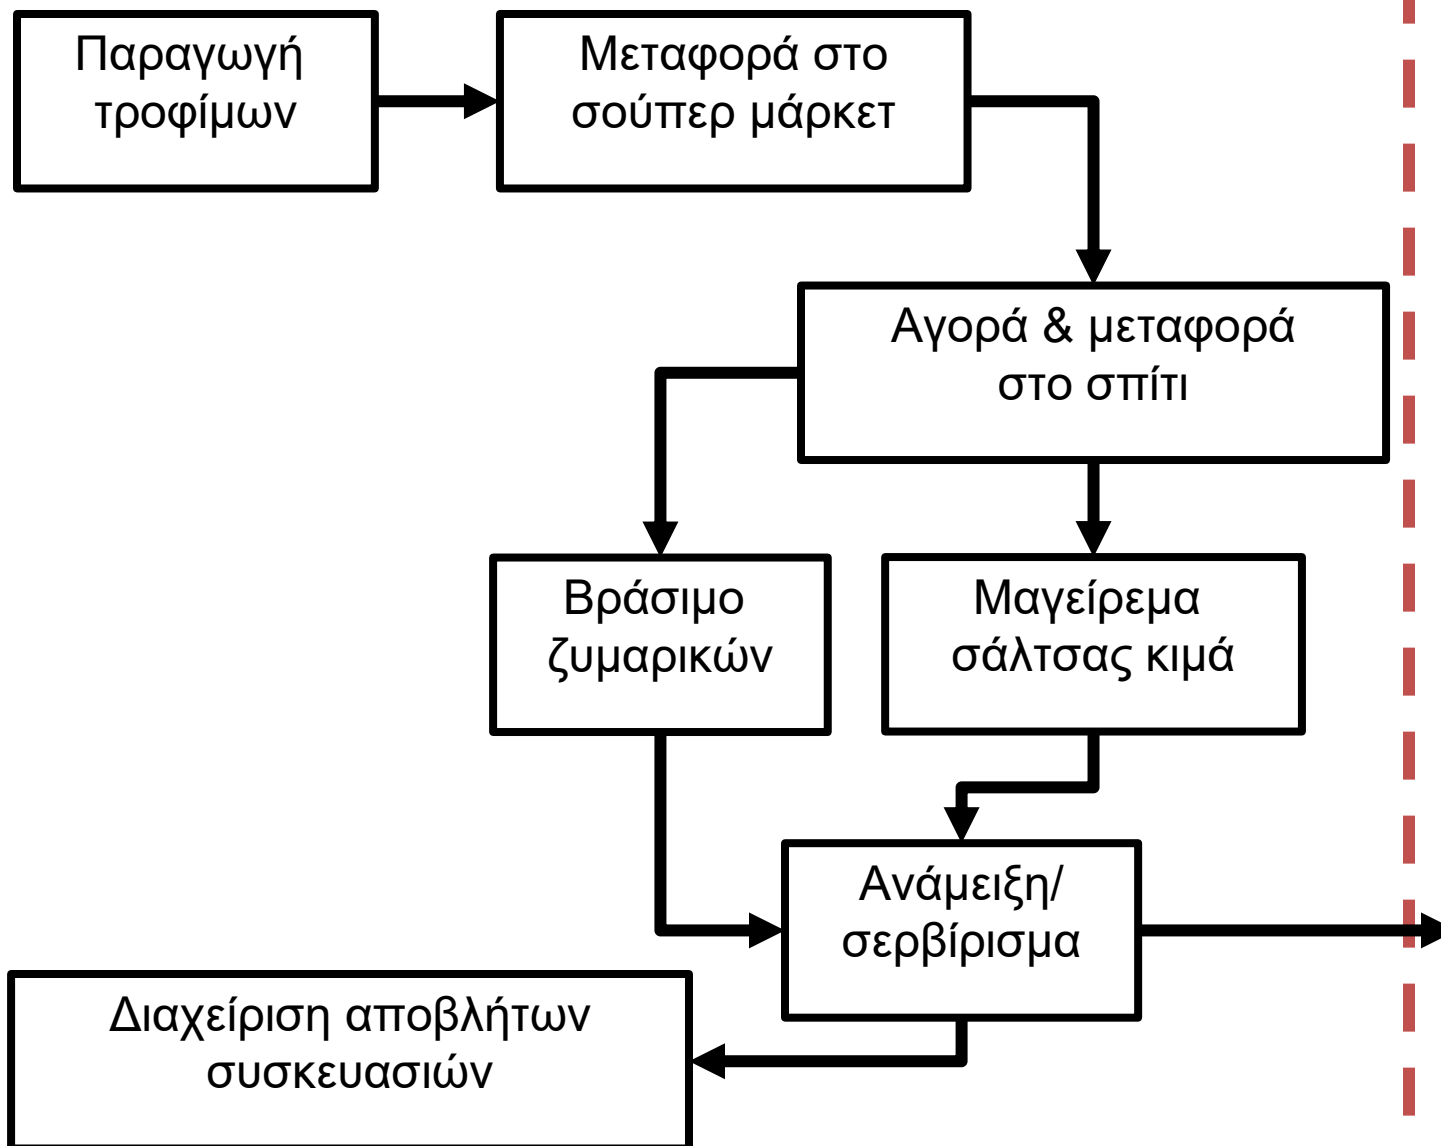 Παραγωγή
τροφίμων
Μεταφορά στο
σούπερ μάρκετ
Αγορά & μεταφορά
στο σπίτι
Βράσιμο
ζυμαρικών
Μαγείρεμα
σάλτσας κιμά
Ανάμειξη/
σερβίρισμα
Διαχείριση αποβλήτων
συσκευασιών